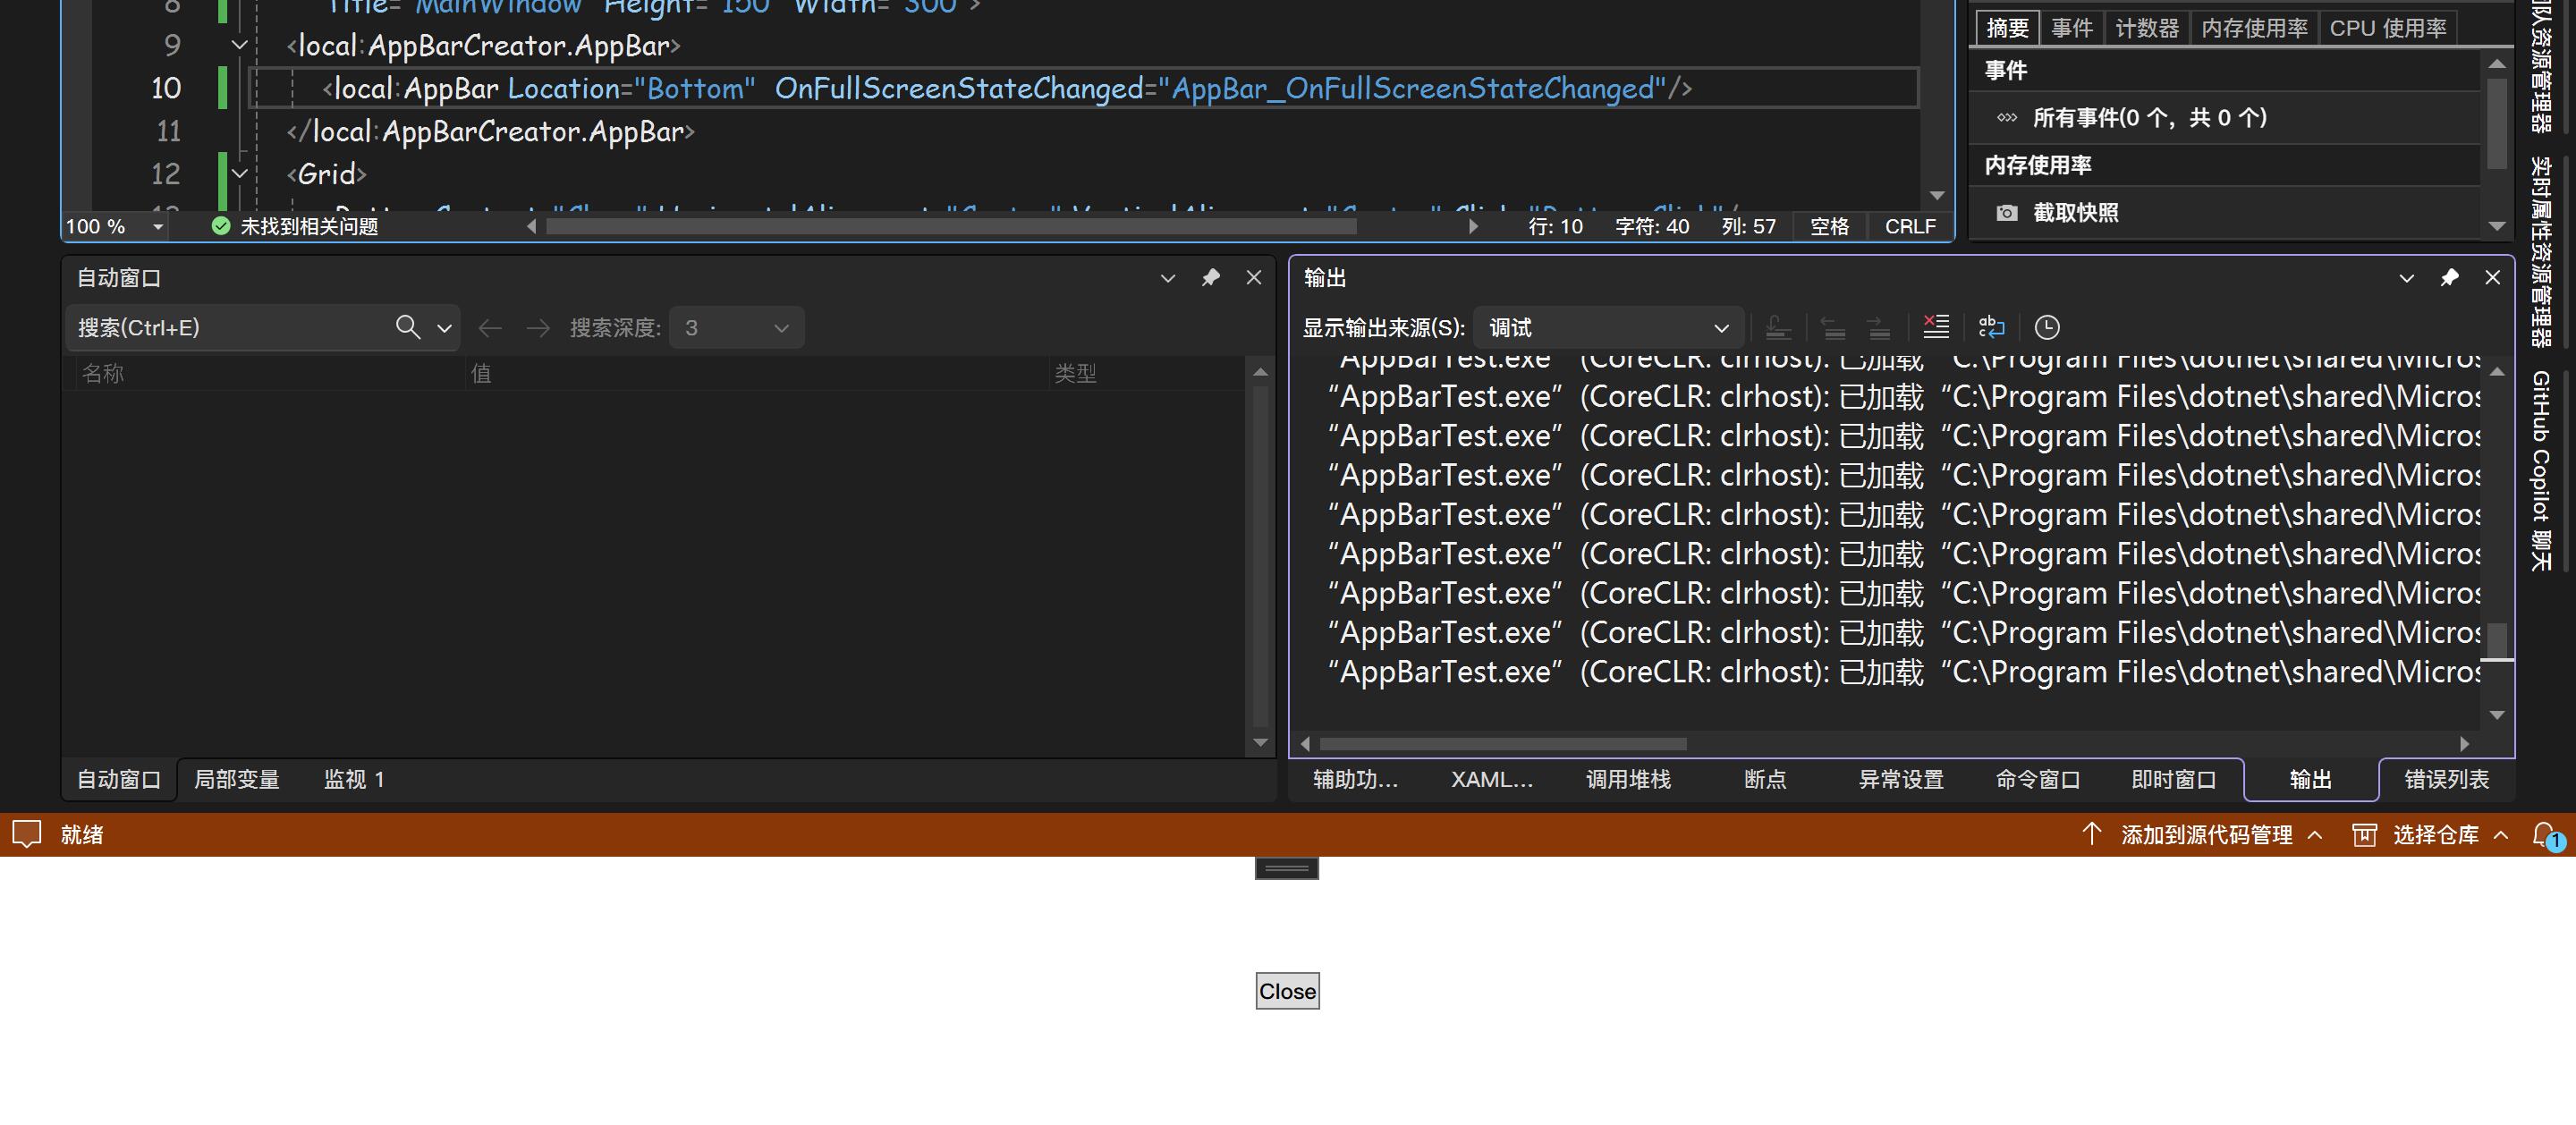 8 Title="MainWindow" Height="150" Width="300">
9 <local:AppBarCreator.AppBar>
10 <local:AppBar Location="Bottom" OnFullScreenStateChanged="AppBar_OnFullScreenStateChanged"/>
11 </local:AppBarCreator.AppBar>
12 <Grid>
100 % 未找到相关问题 行: 10 字符: 40 列: 57 空格 CRLF
摘要 事件 计数器 内存使用率 CPU 使用率
事件
所有事件(0 个，共 0 个)
内存使用率
截取快照
实时属性资源管理器
GitHub Copilot 聊天
自动窗口
搜索(Ctrl+E) 搜索深度: 3
名称 值 类型
自动窗口 局部变量 监视 1
输出
显示输出来源(S): 调试
“AppBarTest.exe” (CoreCLR: clrhost): 已加载 “C:\Program Files\dotnet\shared\Micros
“AppBarTest.exe” (CoreCLR: clrhost): 已加载 “C:\Program Files\dotnet\shared\Micros
“AppBarTest.exe” (CoreCLR: clrhost): 已加载 “C:\Program Files\dotnet\shared\Micros
“AppBarTest.exe” (CoreCLR: clrhost): 已加载 “C:\Program Files\dotnet\shared\Micros
“AppBarTest.exe” (CoreCLR: clrhost): 已加载 “C:\Program Files\dotnet\shared\Micros
“AppBarTest.exe” (CoreCLR: clrhost): 已加载 “C:\Program Files\dotnet\shared\Micros
“AppBarTest.exe” (CoreCLR: clrhost): 已加载 “C:\Program Files\dotnet\shared\Micros
“AppBarTest.exe” (CoreCLR: clrhost): 已加载 “C:\Program Files\dotnet\shared\Micros
“AppBarTest.exe” (CoreCLR: clrhost): 已加载 “C:\Program Files\dotnet\shared\Micros
辅助功... XAML... 调用堆栈 断点 异常设置 命令窗口 即时窗口 输出 错误列表
就绪 添加到源代码管理 选择仓库 1
Close